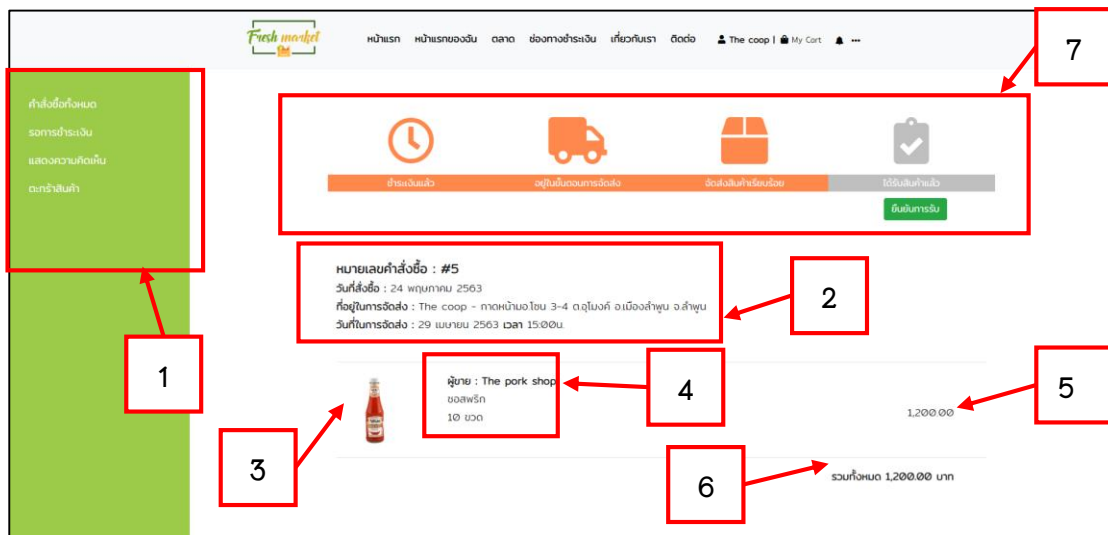 Fresh market
หน้าแรก หน้าแรกของฉัน ตลาด ช่องทางชำระเงิน เกี่ยวกับเรา ติดต่อ The coop | My Cart
7
คำสั่งซื้อทั้งหมด
รอการชำระเงิน
แสดงความคิดเห็น
ตะกร้าสินค้า
ชำระเงินแล้ว อยู่ในขั้นตอนการจัดส่ง จัดส่งสินค้าเรียบร้อย ได้รับสินค้าแล้ว
ยืนยันการรับ
หมายเลขคำสั่งซื้อ : #5
วันที่สั่งซื้อ : 24 พฤษภาคม 2563
ที่อยู่ในการจัดส่ง : The coop - กาดหน้ามอโซน 3-4 ต.อุโมงค์ อ.เมืองลำพูน จ.ลำพูน
วันที่ในการจัดส่ง : 29 เมษายน 2563 เวลา 15:00น.
2
1
ผู้ขาย : The pork shop
ซอสพริก
10 ขวด
4
1,200.00
5
3
6
รวมทั้งหมด 1,200.00 บาท